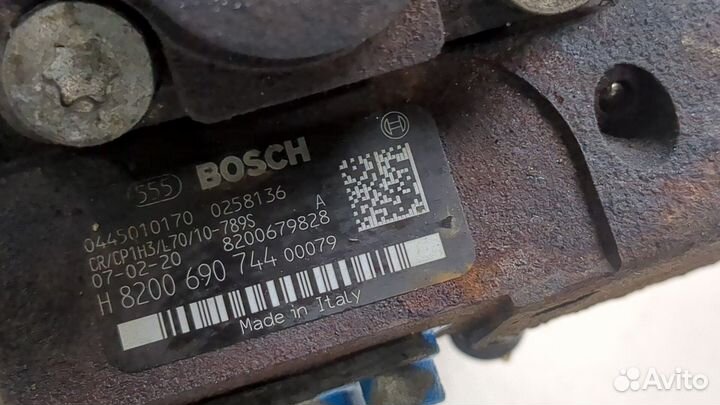 555 BOSCH
0445010170 0258136 A
CR/CP1H3/L70/10-789S
07-02-20 8200679828
H 8200 690 744 00079
Made in Italy
Avito